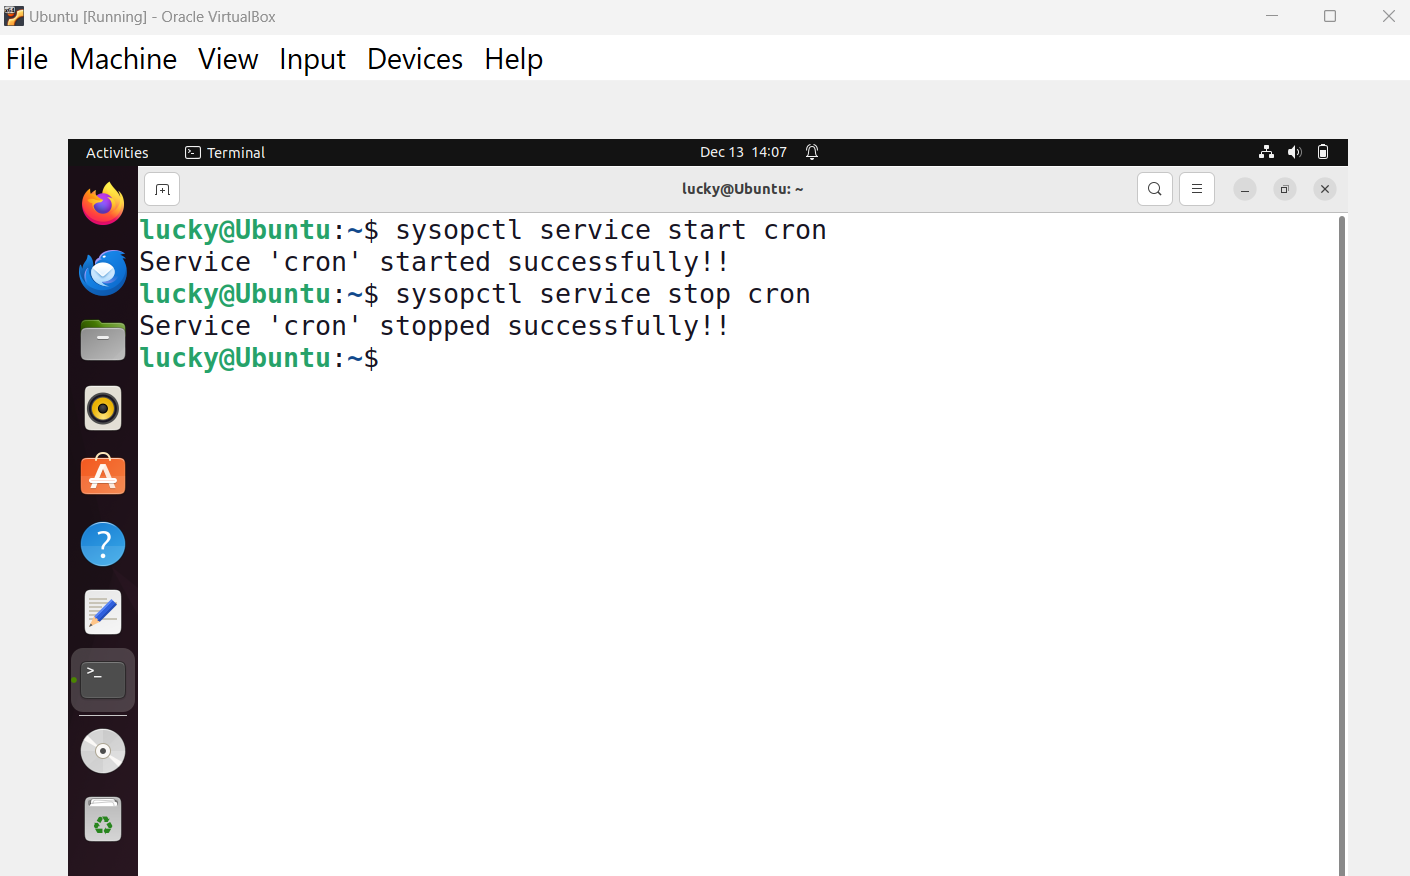 Ubuntu [Running] - Oracle VirtualBox
File Machine View Input Devices Help
Activities Terminal Dec 13 14:07
lucky@Ubuntu: ~
lucky@Ubuntu:~$ sysopctl service start cron
Service 'cron' started successfully!!
lucky@Ubuntu:~$ sysopctl service stop cron
Service 'cron' stopped successfully!!
lucky@Ubuntu:~$